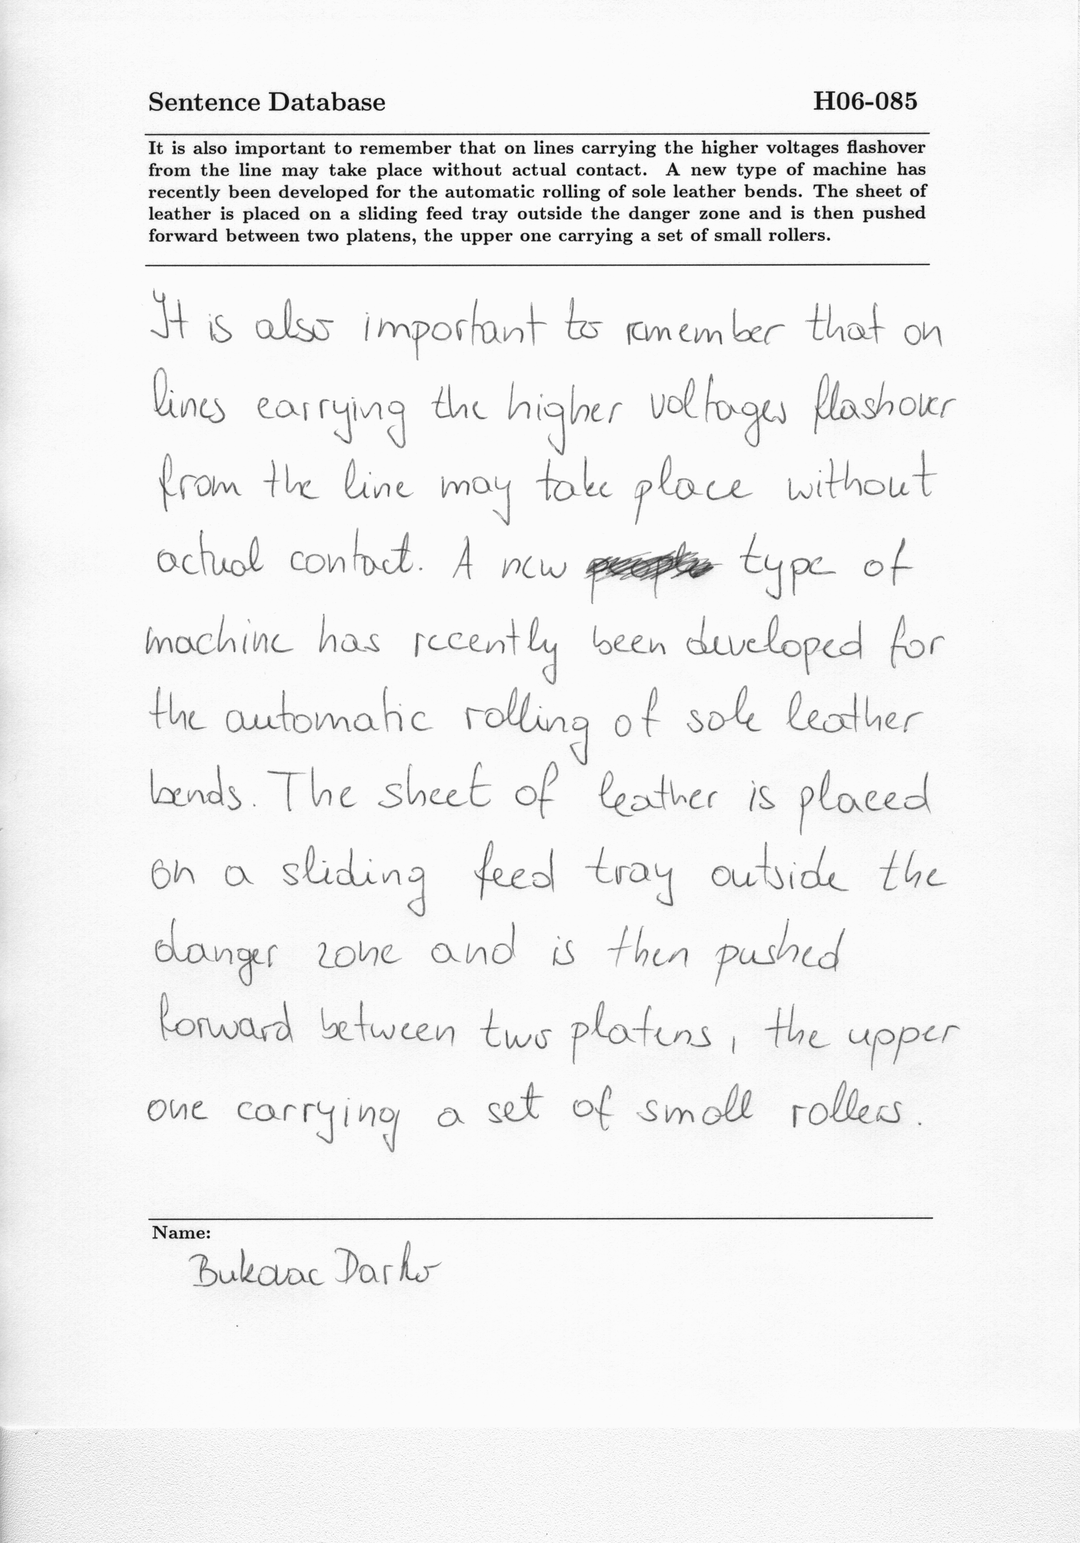 Sentence Database H06-085
It is also important to remember that on lines carrying the higher voltages flashover
from the line may take place without actual contact. A new type of machine has
recently been developed for the automatic rolling of sole leather bends. The sheet of
leather is placed on a sliding feed tray outside the danger zone and is then pushed
forward between two platens, the upper one carrying a set of small rollers.
It is also important to remember that on
lines carrying the higher voltages flashover
from the line may take place without
actual contact. A new type of
machine has recently been developed for
the automatic rolling of sole leather
bends. The sheet of leather is placed
on a sliding feed tray outside the
danger zone and is then pushed
forward between two platens, the upper
one carrying a set of small rollers.
Name:
Bukovac Darko